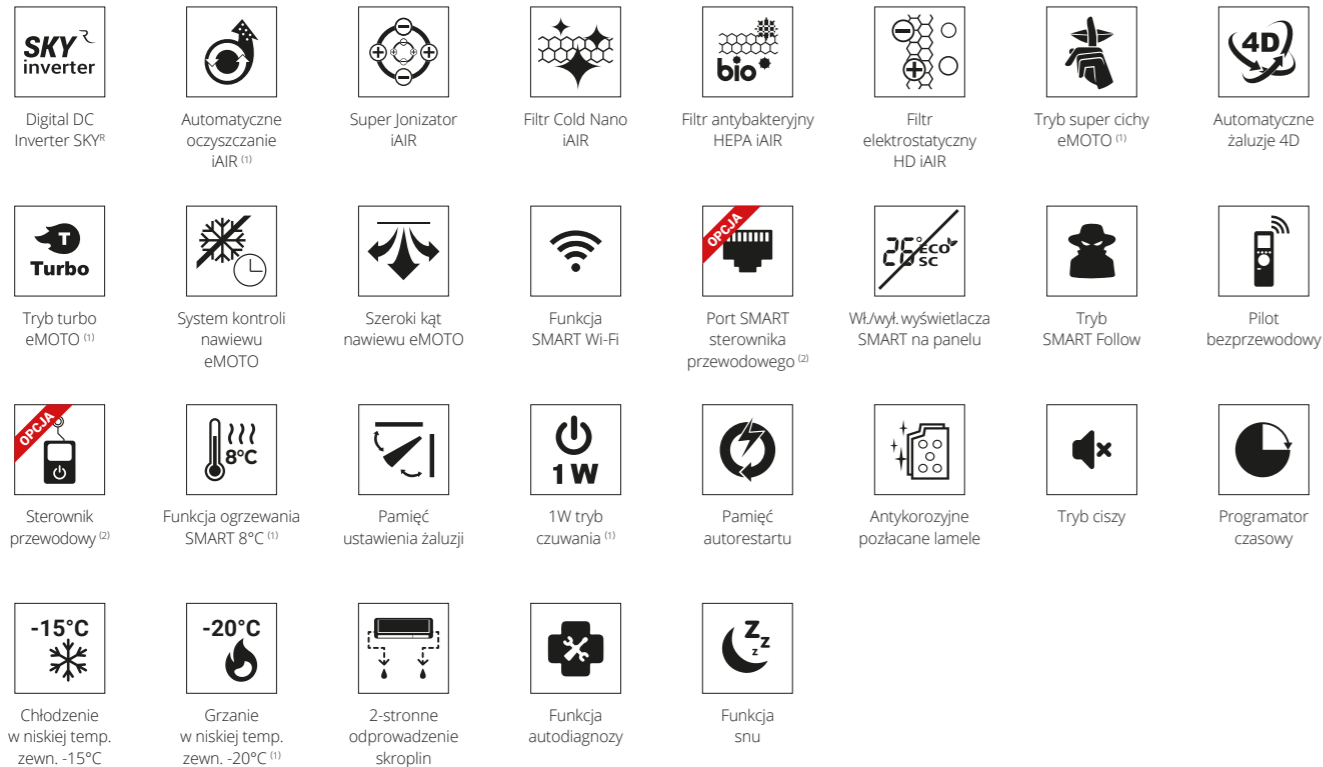 SKY R
inverter
Digital DC
Inverter SKYᴿ
Automatyczne
oczyszczanie
iAIR (1)
Super Jonizator
iAIR
Filtr Cold Nano
iAIR
bio
Filtr antybakteryjny
HEPA iAIR
Filtr
elektrostatyczny
HD iAIR
Tryb super cichy
eMOTO (1)
4D
Automatyczne
żaluzje 4D
T
Turbo
Tryb turbo
eMOTO (1)
System kontroli
nawiewu
eMOTO
Szeroki kąt
nawiewu eMOTO
Funkcja
SMART Wi-Fi
OPCJA
Port SMART
sterownika
przewodowego (2)
26°ECO
SC
Wł./wył. wyświetlacza
SMART na panelu
Tryb
SMART Follow
Pilot
bezprzewodowy
OPCJA
Sterownik
przewodowy (2)
8°C
Funkcja ogrzewania
SMART 8°C (1)
Pamięć
ustawienia żaluzji
1W
1W tryb
czuwania (1)
Pamięć
autorestartu
Antykorozyjne
pozłacane lamele
Tryb ciszy
Programator
czasowy
-15°C
Chłodzenie
w niskiej temp.
zewn. -15°C
-20°C
Grzanie
w niskiej temp.
zewn. -20°C (1)
2-stronne
odprowadzenie
skroplin
Funkcja
autodiagnozy
Z z z
Funkcja
snu